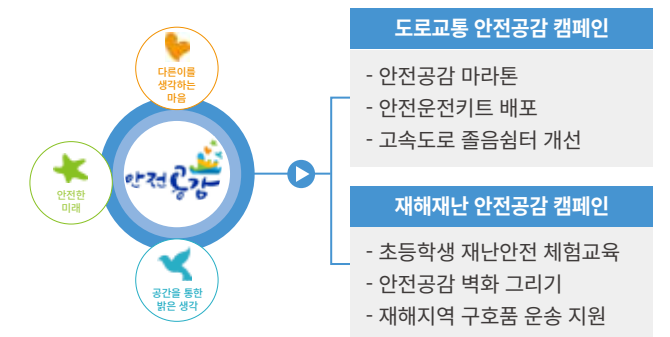 다른이를
생각하는
마음
안전한
미래
안전공감
공간을 통한
밝은 생각
도로교통 안전공감 캠페인
- 안전공감 마라톤
- 안전운전키트 배포
- 고속도로 졸음쉼터 개선
재해재난 안전공감 캠페인
- 초등학생 재난안전 체험교육
- 안전공감 벽화 그리기
- 재해지역 구호품 운송 지원